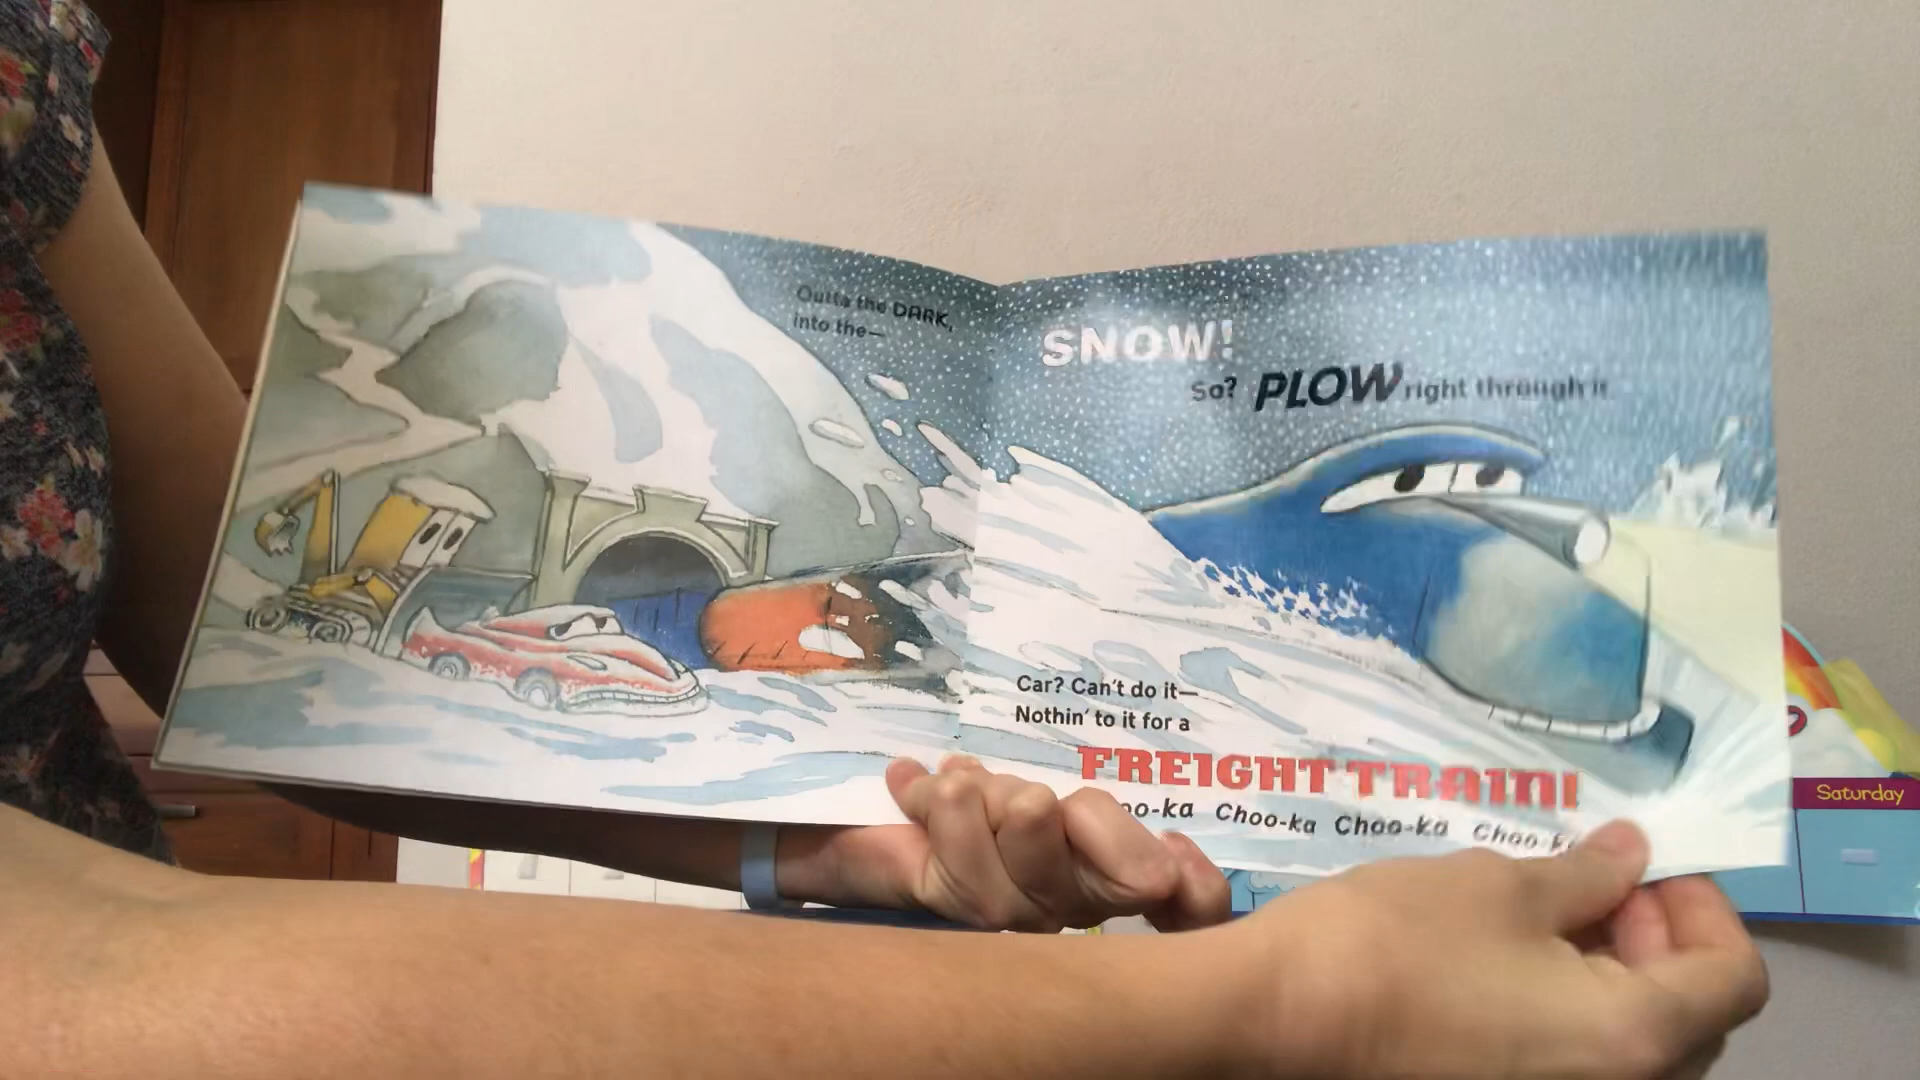 Outta the DARK,
into the—
SNOW!
So? PLOW right through it
Car? Can't do it—
Nothin' to it for a
FREIGHT TRAIN!
oo-ka Choo-ka Choo-ka Choo-k
Saturday